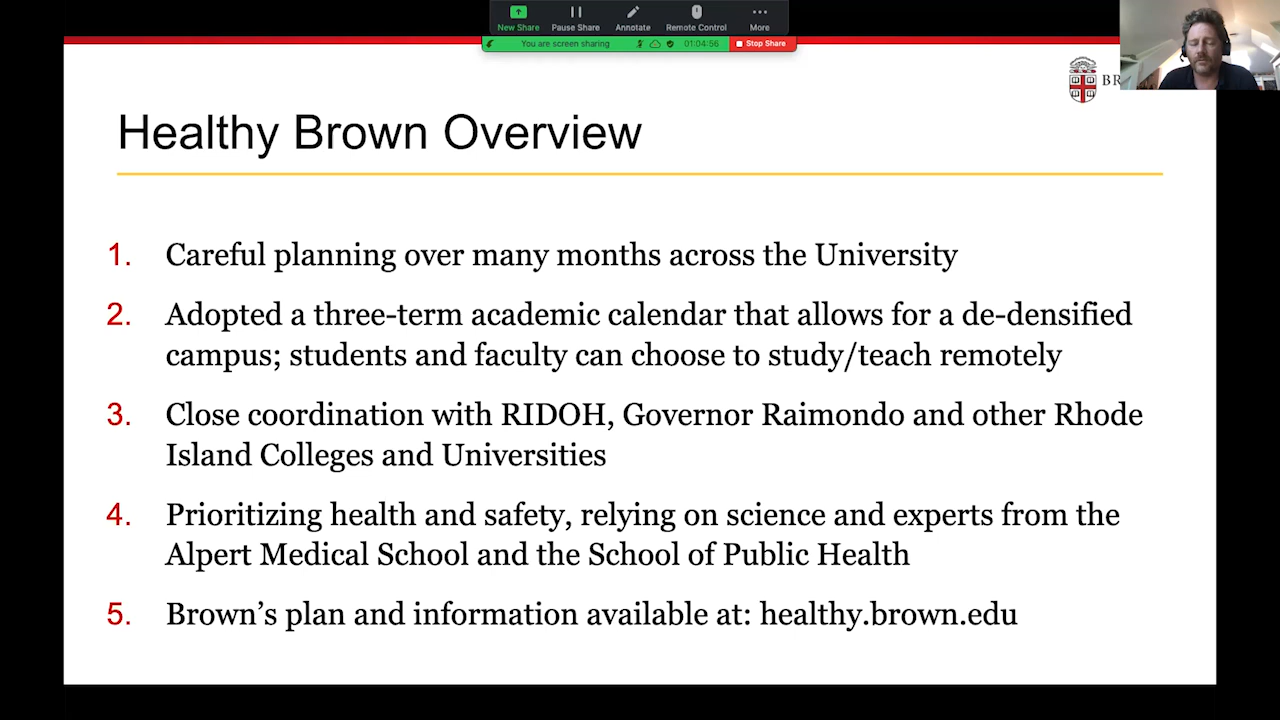 New Share
Pause Share
Annotate
Remote Control
More
You are screen sharing
01:04:56
Stop Share
Healthy Brown Overview
1. Careful planning over many months across the University
2. Adopted a three-term academic calendar that allows for a de-densified
campus; students and faculty can choose to study/teach remotely
3. Close coordination with RIDOH, Governor Raimondo and other Rhode
Island Colleges and Universities
4. Prioritizing health and safety, relying on science and experts from the
Alpert Medical School and the School of Public Health
5. Brown’s plan and information available at: healthy.brown.edu